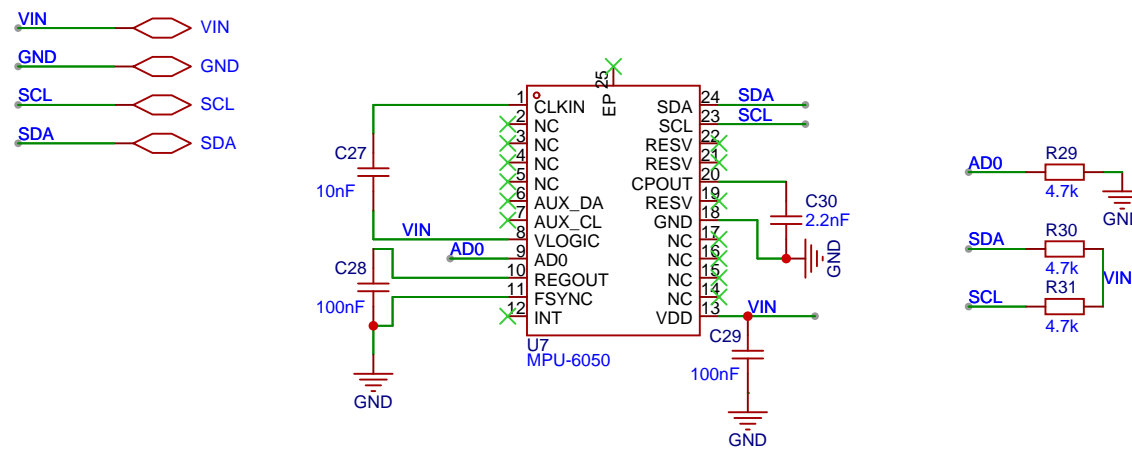 VIN VIN
GND GND
SCL SCL
SDA SDA
C27
10nF
VIN
AD0
C28
100nF
GND
EP 25
1 CLKIN
2 NC
3 NC
4 NC
5 NC
6 AUX_DA
7 AUX_CL
8 VLOGIC
9 AD0
10 REGOUT
11 FSYNC
12 INT
SDA 24 SDA
SCL 23 SCL
RESV 22
RESV 21
CPOUT 20
RESV 19
GND 18
NC 17
NC 16
NC 15
NC 14
VDD 13 VIN
U7
MPU-6050
C30
2.2nF
GND
C29
100nF
GND
AD0 R29
4.7k
GND
SDA R30
4.7k
VIN
SCL R31
4.7k